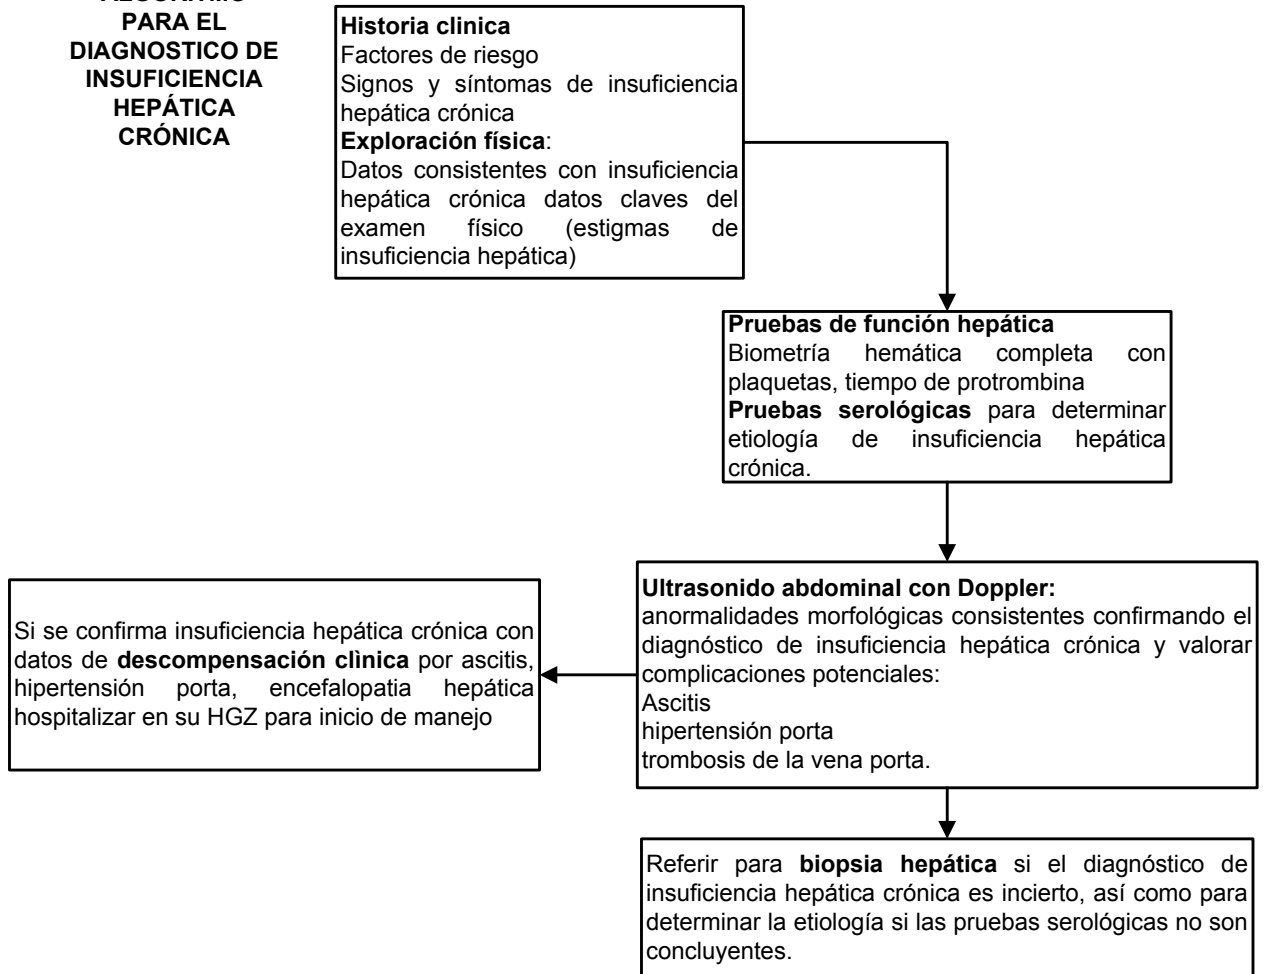 PARA EL
DIAGNOSTICO DE
INSUFICIENCIA
HEPÁTICA
CRÓNICA
Historia clinica
Factores de riesgo
Signos y síntomas de insuficiencia
hepática crónica
Exploración física:
Datos consistentes con insuficiencia
hepática crónica datos claves del
examen físico (estigmas de
insuficiencia hepática)
Pruebas de función hepática
Biometría hemática completa con
plaquetas, tiempo de protrombina
Pruebas serológicas para determinar
etiología de insuficiencia hepática
crónica.
Ultrasonido abdominal con Doppler:
anormalidades morfológicas consistentes confirmando el
diagnóstico de insuficiencia hepática crónica y valorar
complicaciones potenciales:
Ascitis
hipertensión porta
trombosis de la vena porta.
Si se confirma insuficiencia hepática crónica con
datos de descompensación clìnica por ascitis,
hipertensión porta, encefalopatia hepática
hospitalizar en su HGZ para inicio de manejo
Referir para biopsia hepática si el diagnóstico de
insuficiencia hepática crónica es incierto, así como para
determinar la etiología si las pruebas serológicas no son
concluyentes.